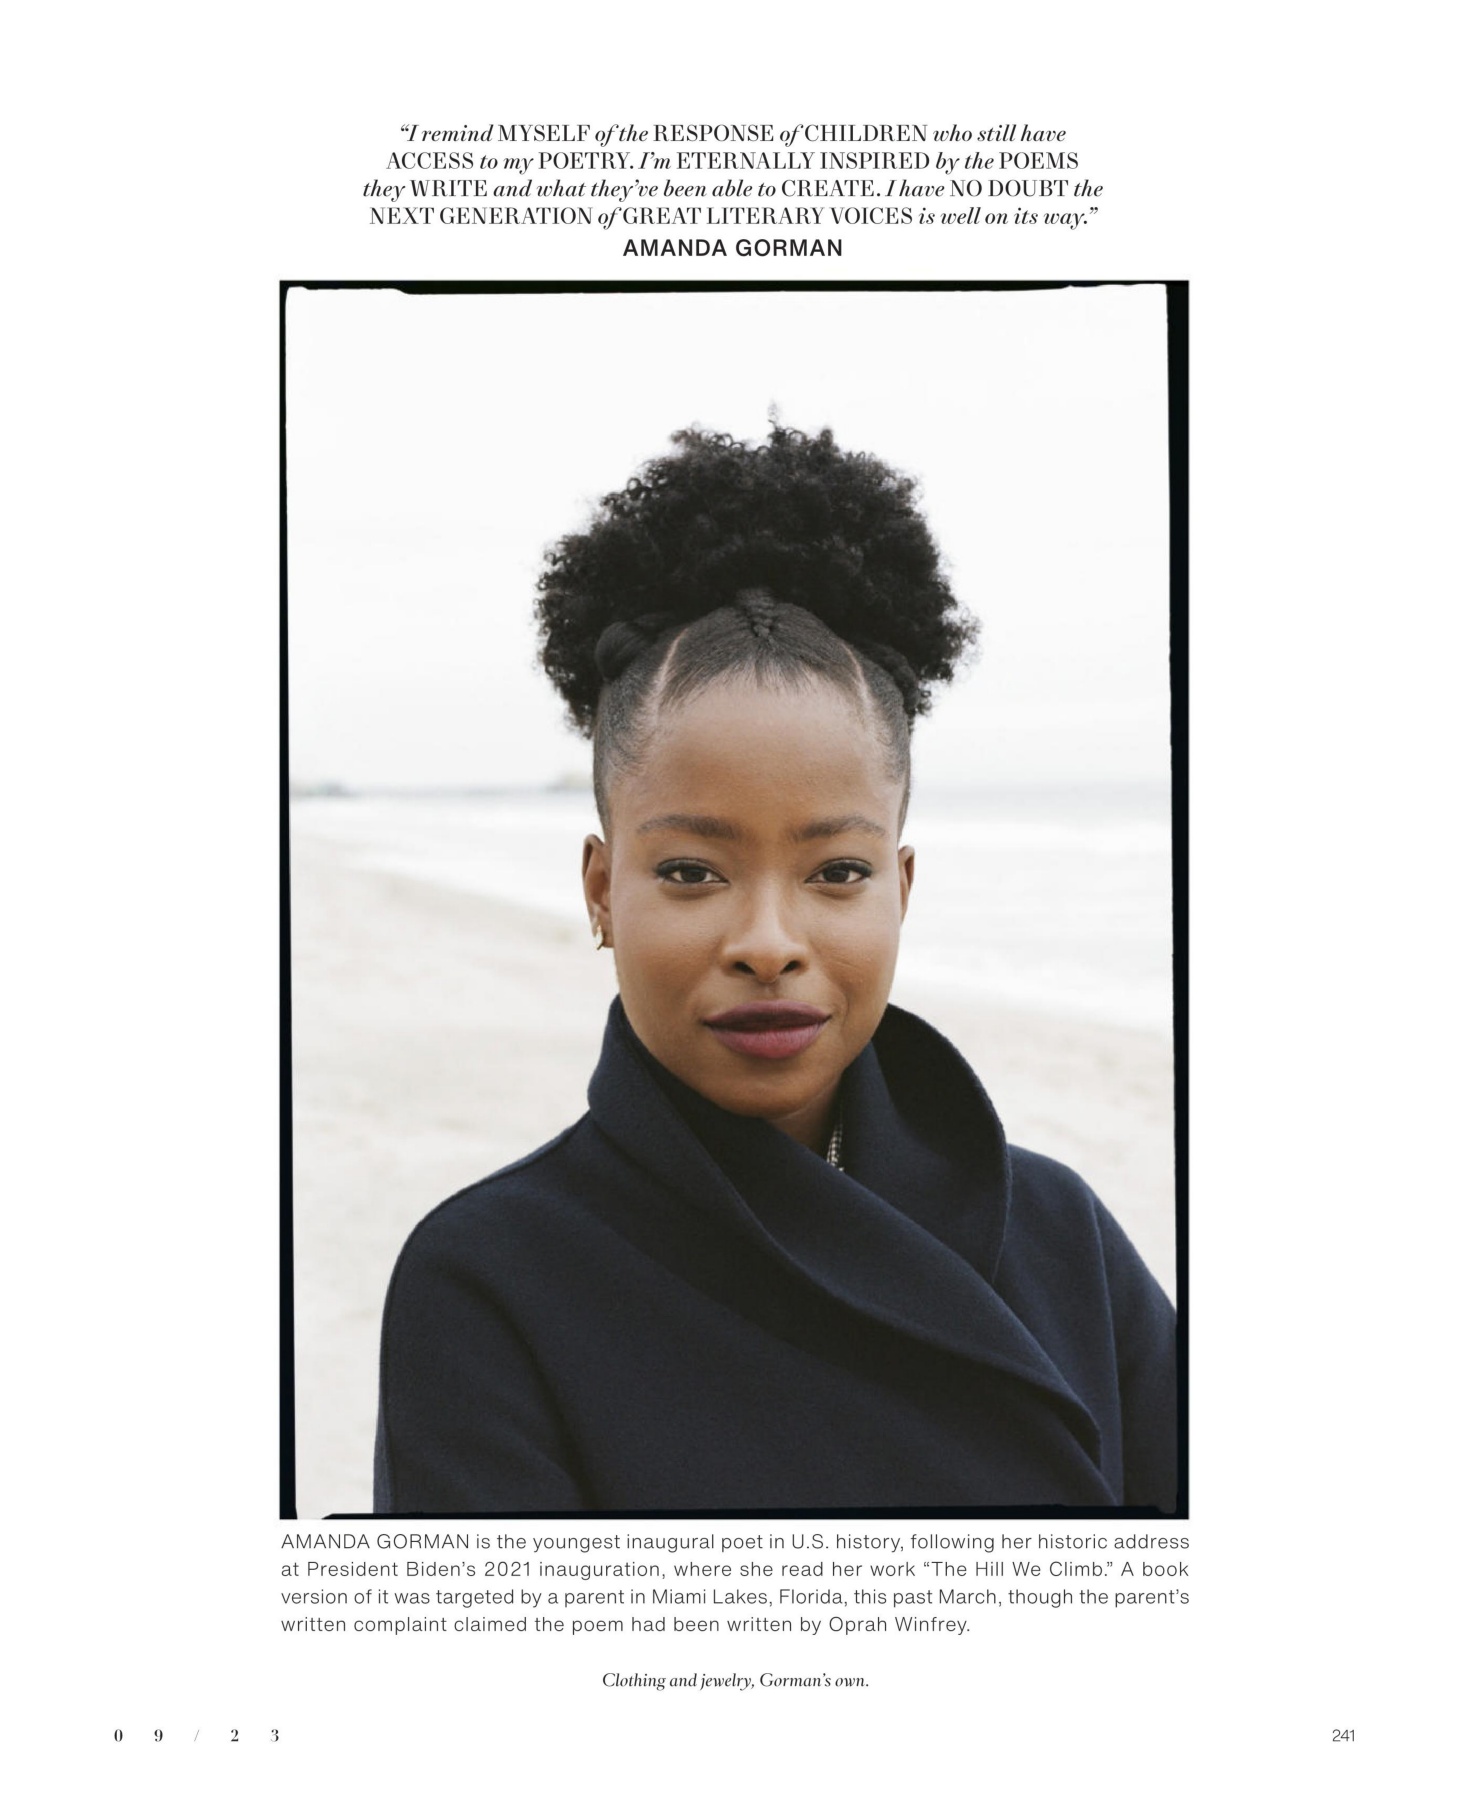 “I remind MYSELF of the RESPONSE of CHILDREN who still have
ACCESS to my POETRY. I’m ETERNALLY INSPIRED by the POEMS
they WRITE and what they’ve been able to CREATE. I have NO DOUBT the
NEXT GENERATION of GREAT LITERARY VOICES is well on its way.”
AMANDA GORMAN
AMANDA GORMAN is the youngest inaugural poet in U.S. history, following her historic address
at President Biden’s 2021 inauguration, where she read her work “The Hill We Climb.” A book
version of it was targeted by a parent in Miami Lakes, Florida, this past March, though the parent’s
written complaint claimed the poem had been written by Oprah Winfrey.
Clothing and jewelry, Gorman’s own.
09/23
241